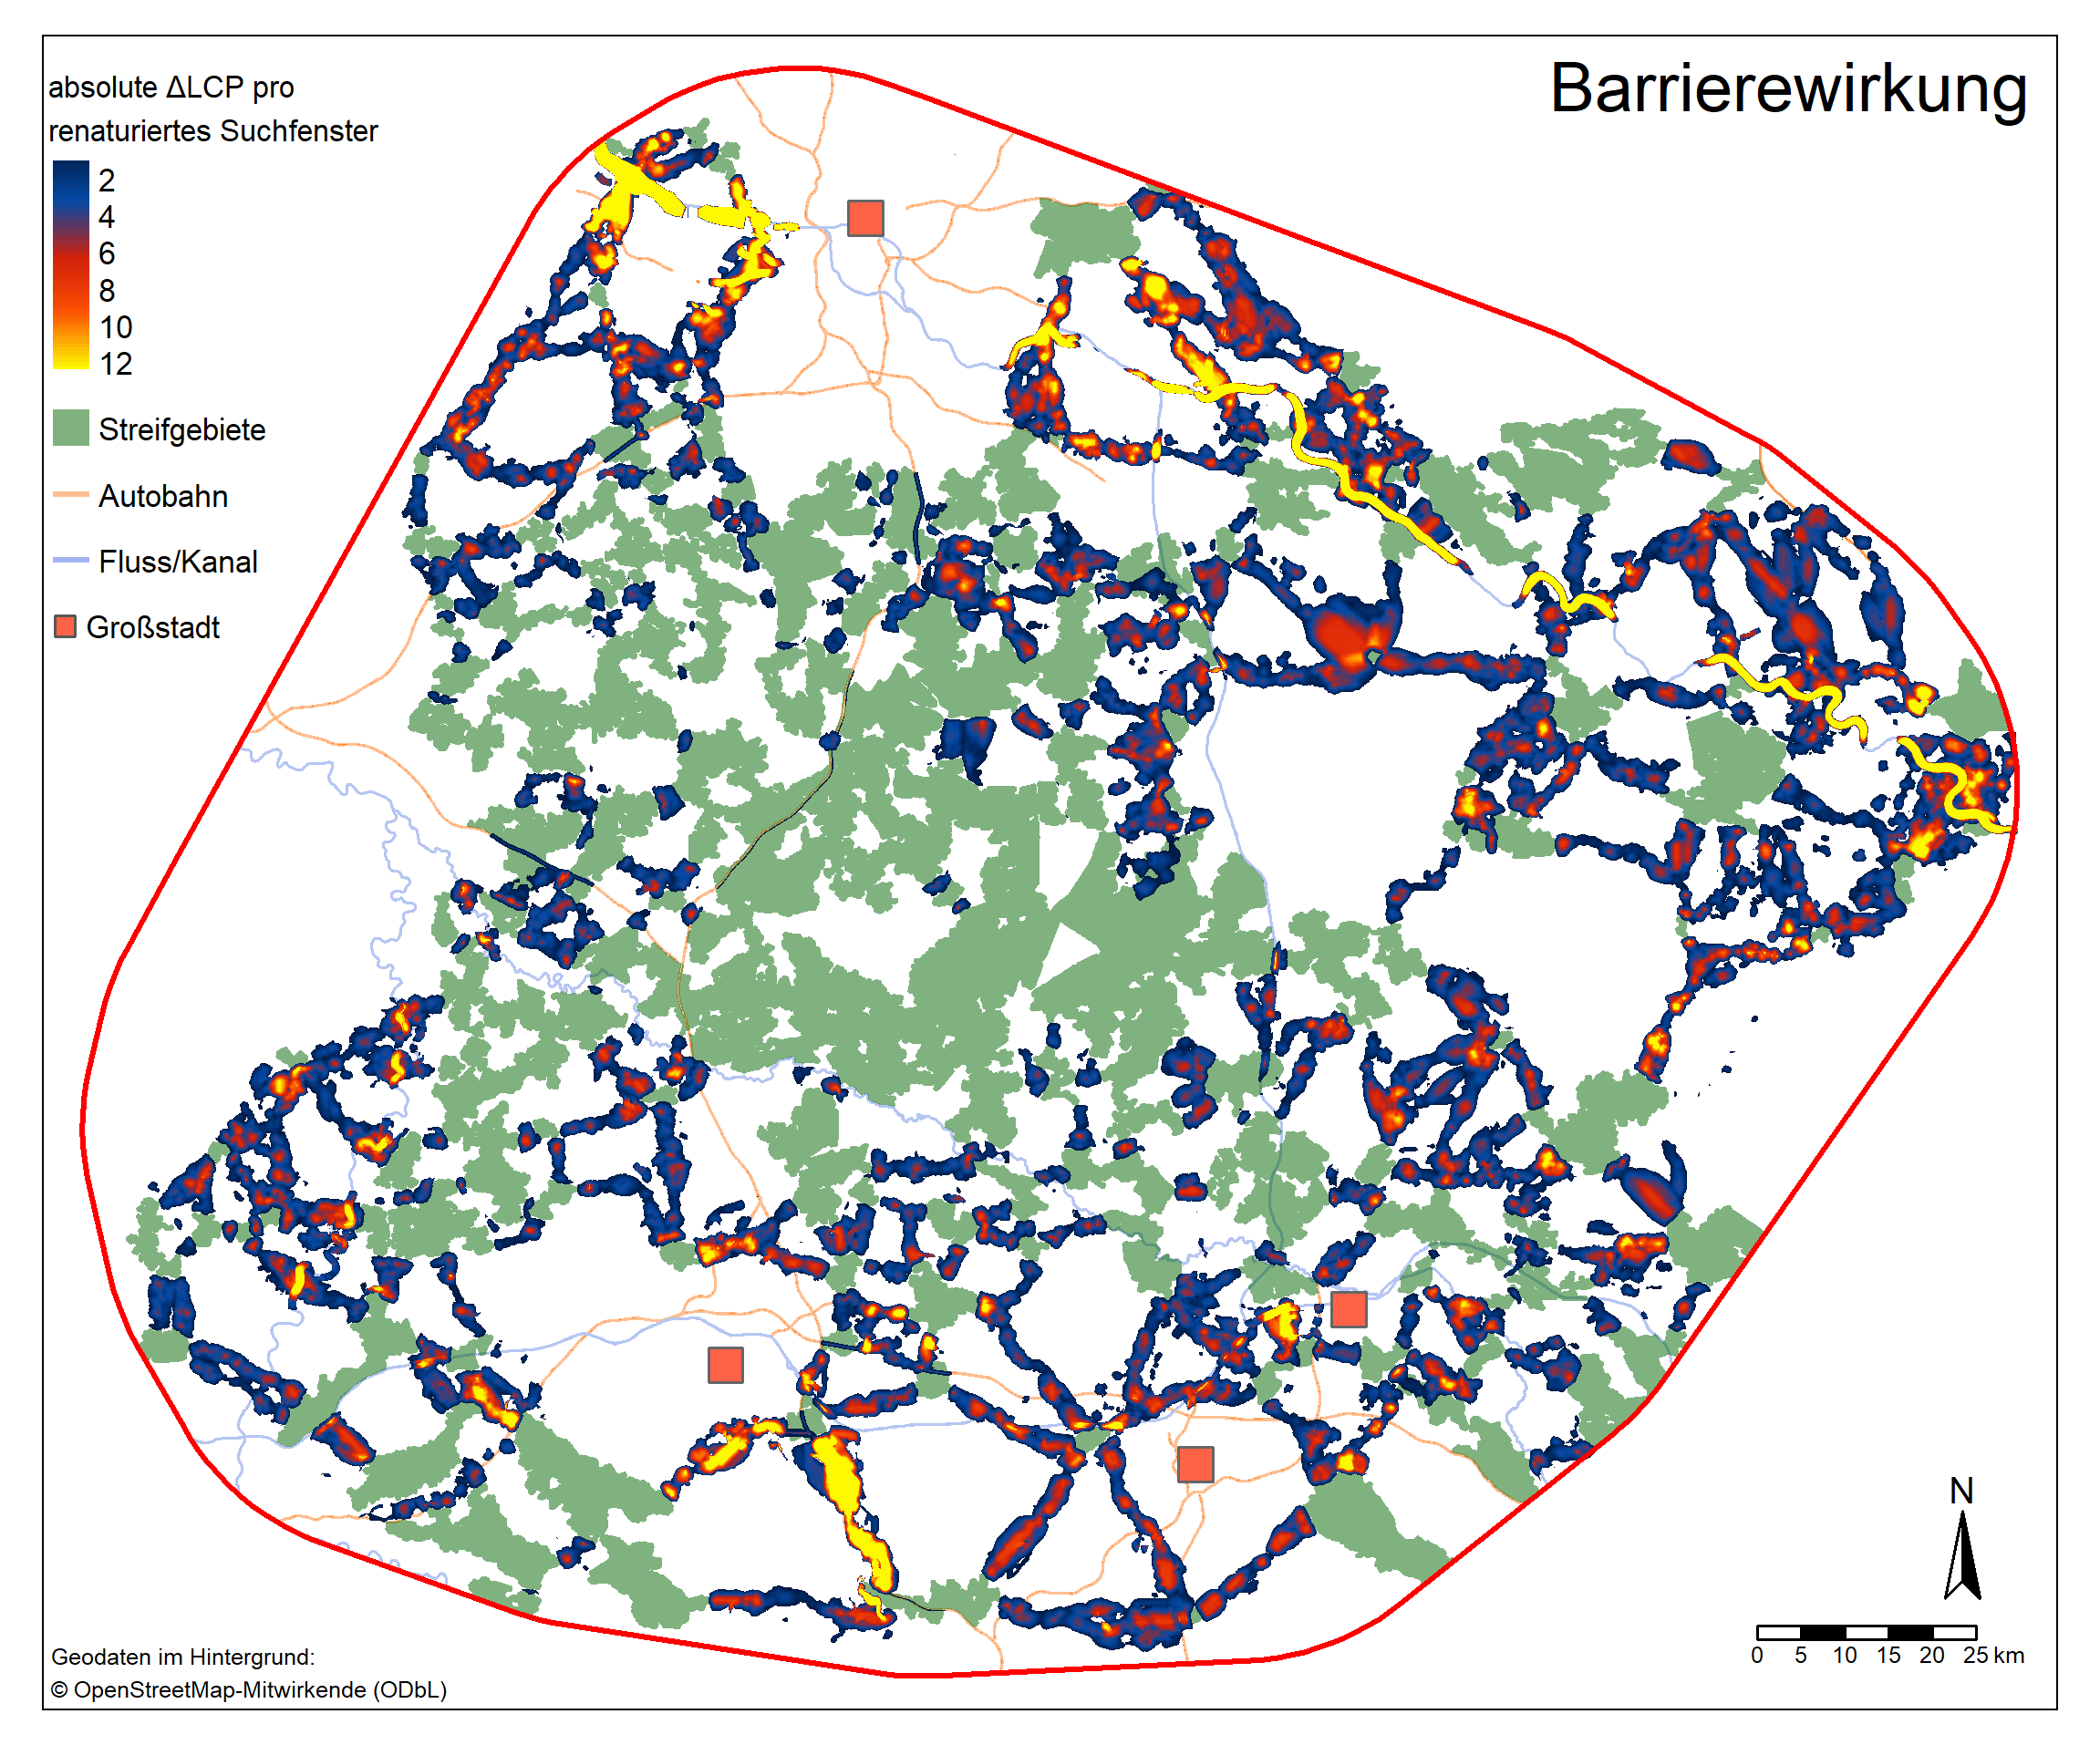 Barrierewirkung
absolute ΔLCP pro
renaturiertes Suchfenster
2
4
6
8
10
12
Streifgebiete
Autobahn
Fluss/Kanal
Großstadt
N
0 5 10 15 20 25 km
Geodaten im Hintergrund:
© OpenStreetMap-Mitwirkende (ODbL)